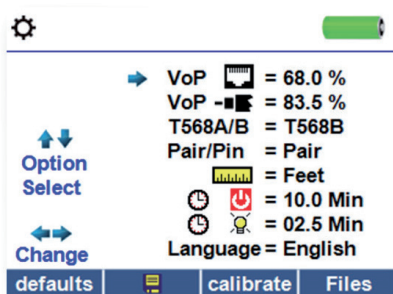 VoP = 68.0 %
VoP = 83.5 %
T568A/B = T568B
Pair/Pin = Pair
= Feet
= 10.0 Min
= 02.5 Min
Language = English
Option
Select
Change
defaults calibrate Files